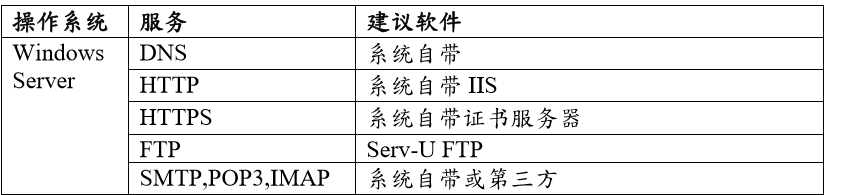 操作系统 服务 建议软件
Windows Server DNS 系统自带
HTTP 系统自带 IIS
HTTPS 系统自带证书服务器
FTP Serv-U FTP
SMTP,POP3,IMAP 系统自带或第三方